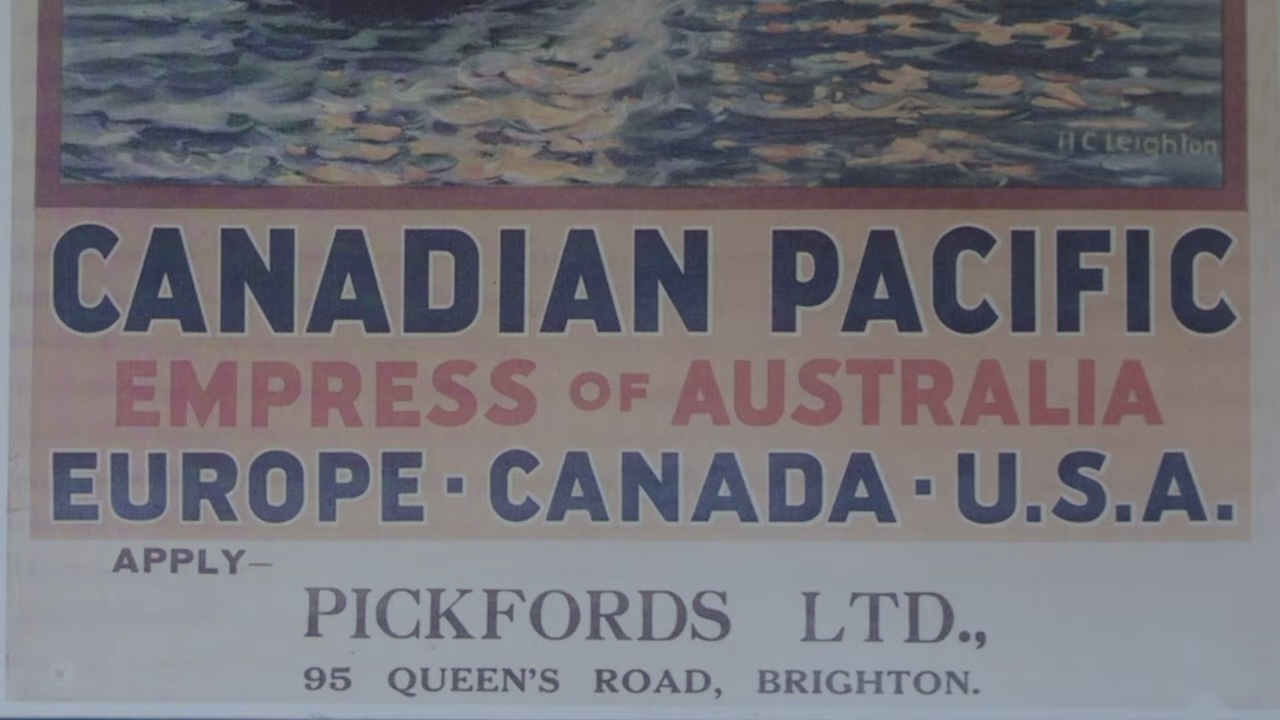 H C Leighton
CANADIAN PACIFIC
EMPRESS OF AUSTRALIA
EUROPE · CANADA · U.S.A.
APPLY—
PICKFORDS LTD.,
95 QUEEN'S ROAD, BRIGHTON.